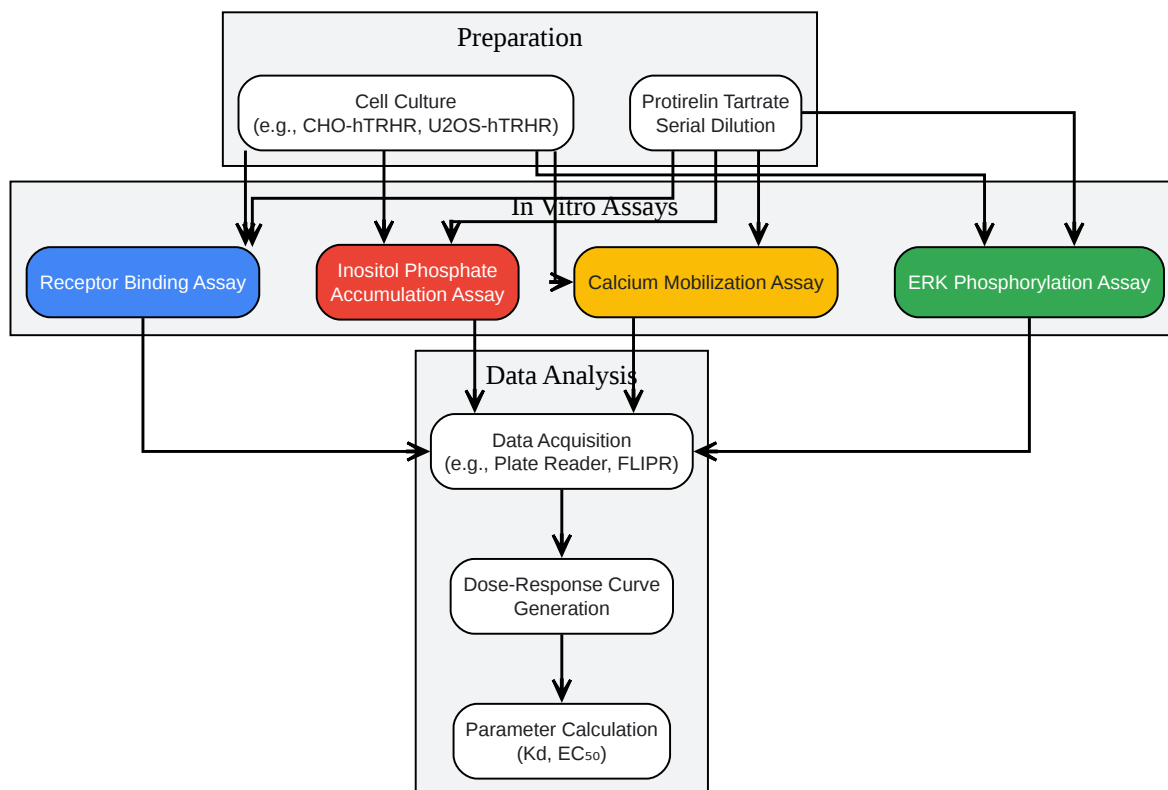 Preparation
Cell Culture
(e.g., CHO-hTRHR, U2OS-hTRHR)
Protirelin Tartrate
Serial Dilution
In Vitro Assays
Receptor Binding Assay
Inositol Phosphate
Accumulation Assay
Calcium Mobilization Assay
ERK Phosphorylation Assay
Data Analysis
Data Acquisition
(e.g., Plate Reader, FLIPR)
Dose-Response Curve
Generation
Parameter Calculation
(Kd, EC₅₀)